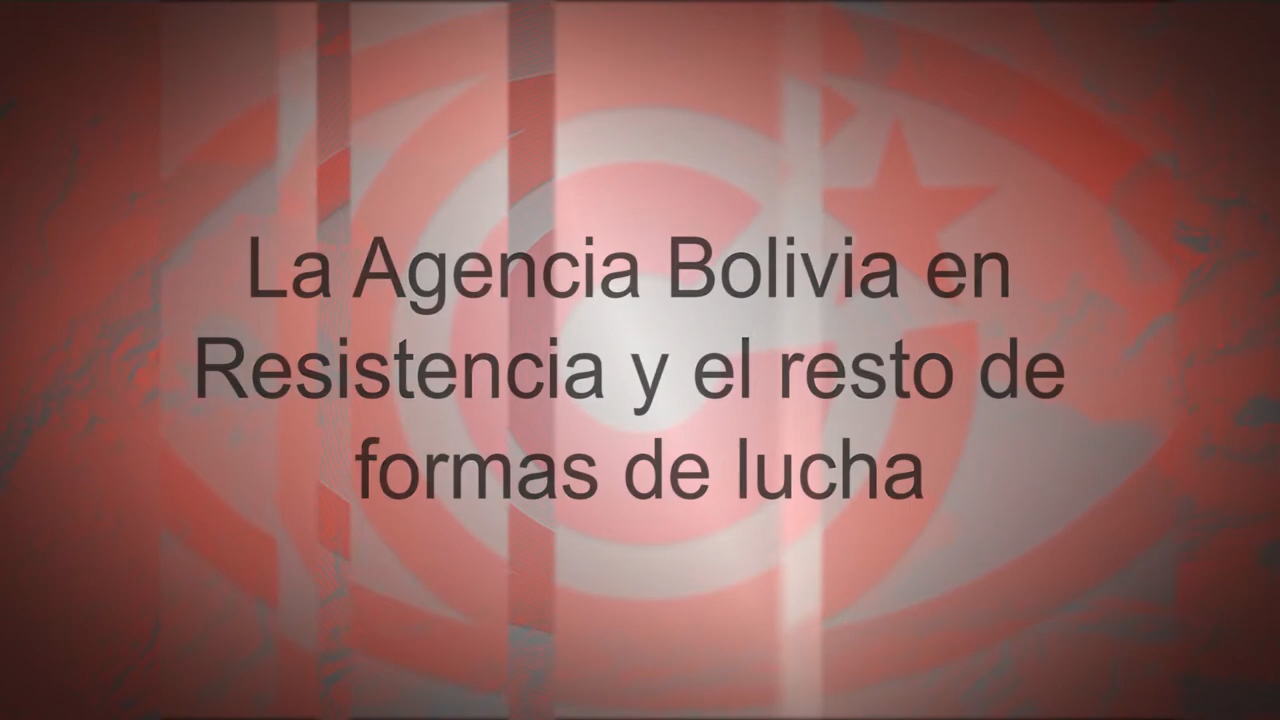 La Agencia Bolivia en
Resistencia y el resto de
formas de lucha